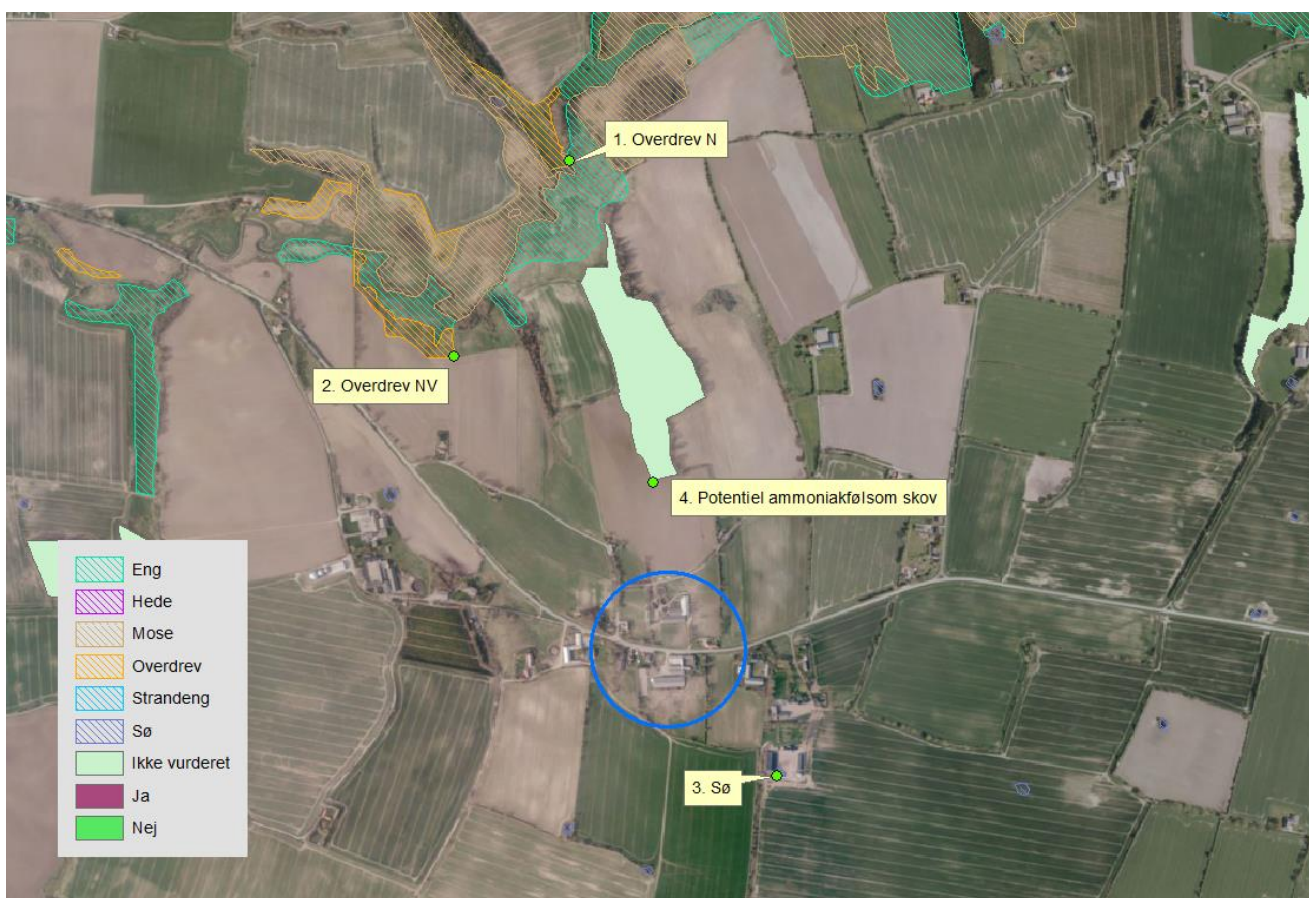 1. Overdrev N
2. Overdrev NV
4. Potentiel ammoniakfølsom skov
3. Sø
Eng
Hede
Mose
Overdrev
Strandeng
Sø
Ikke vurderet
Ja
Nej